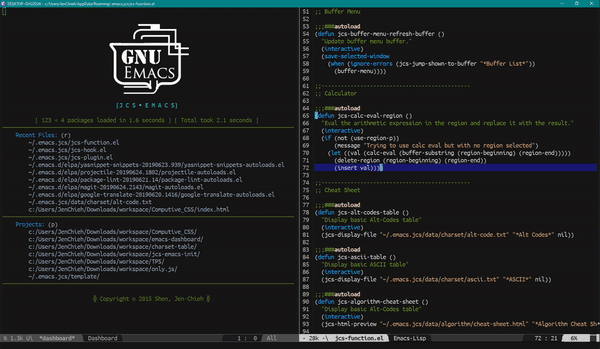 GNU
EMACS
[J C S • E M A C S]
[ 123 - 4 packages loaded in 1.6 seconds ] [ Total took 2.1 seconds ]
Recent Files: (r)
~/.emacs.jcs/jcs-function.el
~/.emacs.jcs/jcs-hook.el
~/.emacs.jcs/jcs-plugin.el
~/.emacs.d/elpa/yasnippet-snippets-20190623.939/yasnippet-snippets-autoloads.el
~/.emacs.d/elpa/projectile-20190624.1802/projectile-autoloads.el
~/.emacs.d/elpa/package-lint-20190621.14/package-lint-autoloads.el
~/.emacs.d/elpa/magit-20190624.2143/magit-autoloads.el
~/.emacs.d/elpa/google-translate-20190620.1416/google-translate-autoloads.el
~/.emacs.jcs/data/charset/alt-code.txt
c:/Users/JenChieh/Downloads/workspace/Computive_CSS/index.html
Projects: (p)
c:/Users/JenChieh/Downloads/workspace/Computive_CSS/
c:/Users/JenChieh/Downloads/workspace/emacs-dashboard/
c:/Users/JenChieh/Downloads/workspace/charset-table/
c:/Users/JenChieh/Downloads/workspace/jcs-emacs-init/
c:/Users/JenChieh/Downloads/workspace/TPS/
c:/Users/JenChieh/Downloads/workspace/only.js/
~/.emacs.jcs/template/
Copyright © 2015 Shen, Jen-Chieh
- 1.3k U\ *dashboard* Dashboard 1 : 0 All
51 ;; Buffer Menu
52
53 ;;;###autoload
54 (defun jcs-buffer-menu-refresh-buffer ()
55 "Update buffer menu buffer."
56 (interactive)
57 (save-selected-window
58 (when (ignore-errors (jcs-jump-shown-to-buffer "*Buffer List*"))
59 (buffer-menu))))
60
61 ;;---------------------------------------------
62 ;; Calculator
63
64 ;;;###autoload
65 (defun jcs-calc-eval-region ()
66 "Eval the arithmetic expression in the region and replace it with the result."
67 (interactive)
68 (if (not (use-region-p))
69 (message "Trying to use calc eval but with no region selected")
70 (let ((val (calc-eval (buffer-substring (region-beginning) (region-end)))))
71 (delete-region (region-beginning) (region-end))
72 (insert val))))
73
74 ;;---------------------------------------------
75 ;; Cheat Sheet
76
77 ;;;###autoload
78 (defun jcs-alt-codes-table ()
79 "Display basic Alt-Codes table"
80 (interactive)
81 (jcs-display-file "~/.emacs.jcs/data/charset/alt-code.txt" "*Alt Codes*" nil))
82
83 ;;;###autoload
84 (defun jcs-ascii-table ()
85 "Display basic ASCII table"
86 (interactive)
87 (jcs-display-file "~/.emacs.jcs/data/charset/ascii.txt" "*ASCII*" nil))
88
89 ;;;###autoload
90 (defun jcs-algorithm-cheat-sheet ()
91 "Display basic Alt-Codes table"
92 (interactive)
93 (jcs-html-preview "~/.emacs.jcs/data/algorithm/cheat-sheet.html" "*Algorithm Cheat Sh
- 28k -\ jcs-function.el Emacs-Lisp 72 : 21 6%